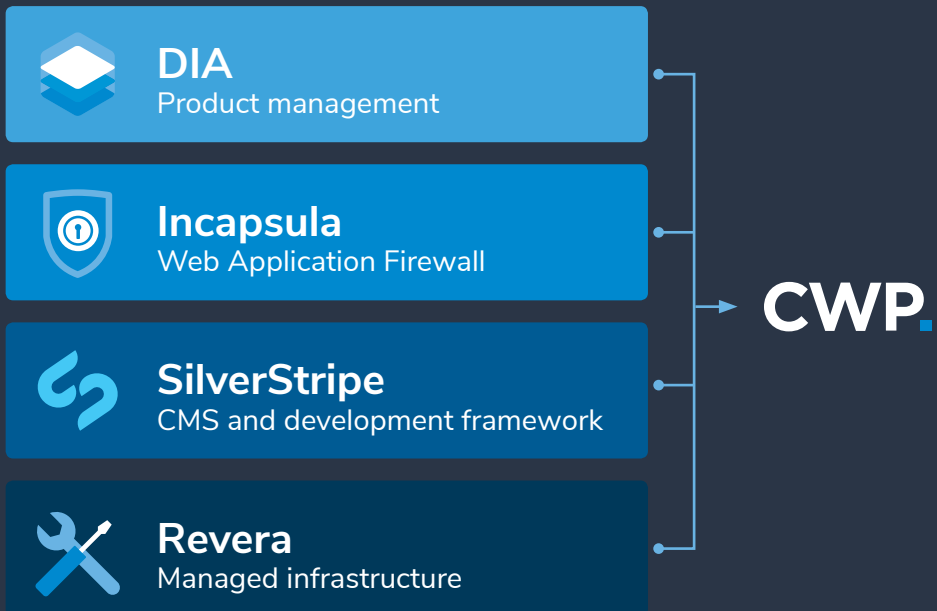 DIA
Product management
Incapsula
Web Application Firewall
SilverStripe
CMS and development framework
Revera
Managed infrastructure
CWP.